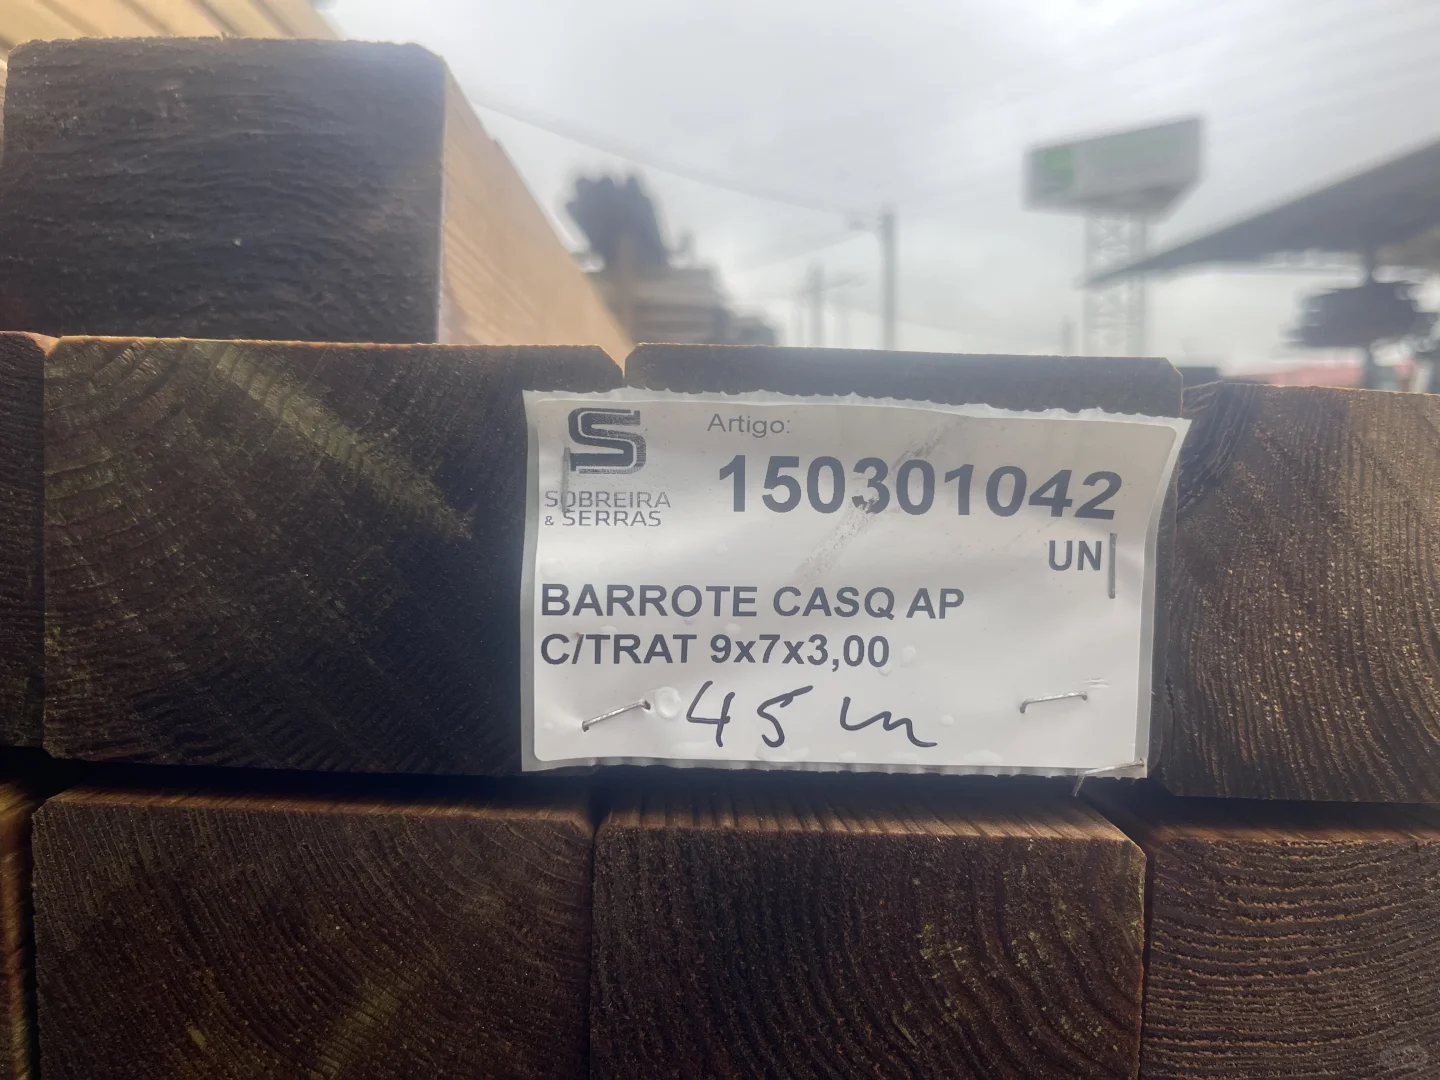 SOBREIRA
& SERRAS
Artigo:
150301042
UN
BARROTE CASQ AP
C/TRAT 9x7x3,00
45 un